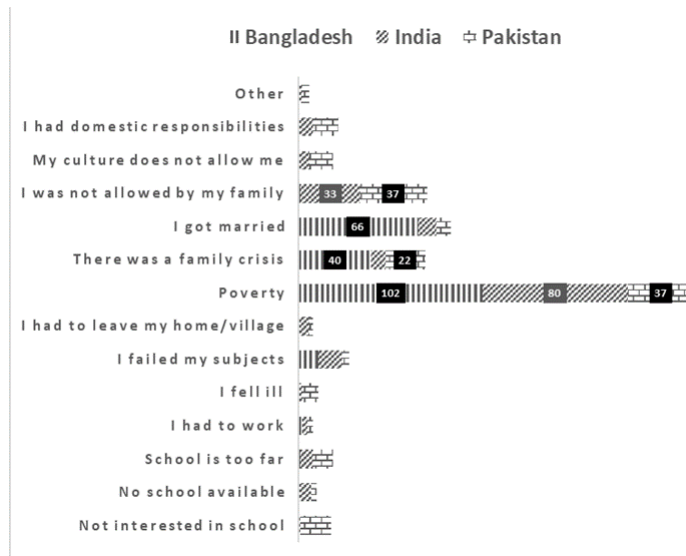 Bangladesh India Pakistan
Other
I had domestic responsibilities
My culture does not allow me
I was not allowed by my family 33 37
I got married 66
There was a family crisis 40 22
Poverty 102 80 37
I had to leave my home/village
I failed my subjects
I fell ill
I had to work
School is too far
No school available
Not interested in school